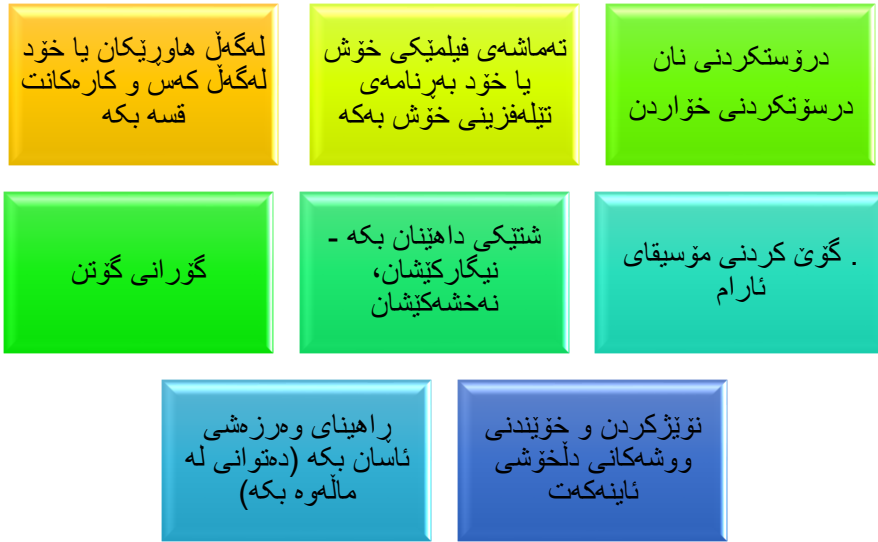 درۆستکردنی نان
درسۆتکردنی خۆاردن
تەماشەی فیلمێکی خۆش
یا خۆد بەرنامەی
تێلەفزینی خۆش بەکە
لەگەڵ هاوڕێکان یا خۆد
لەگەڵ کەس و کارەکانت
قسە بکە
. گۆێ کردنی مۆسیقای
ئارام
شتێکی داهێنان بکە -
نیگارکێشان،
نەخشەکێشان
گۆرانی گۆتن
نۆێژکردن و خۆێندنی
ووشەکانی دڵخۆشی
ئاینەکەت
ڕاهینای وەرزەشی
ئاسان بکە (دەتوانی لە
ماڵەوە بکە)